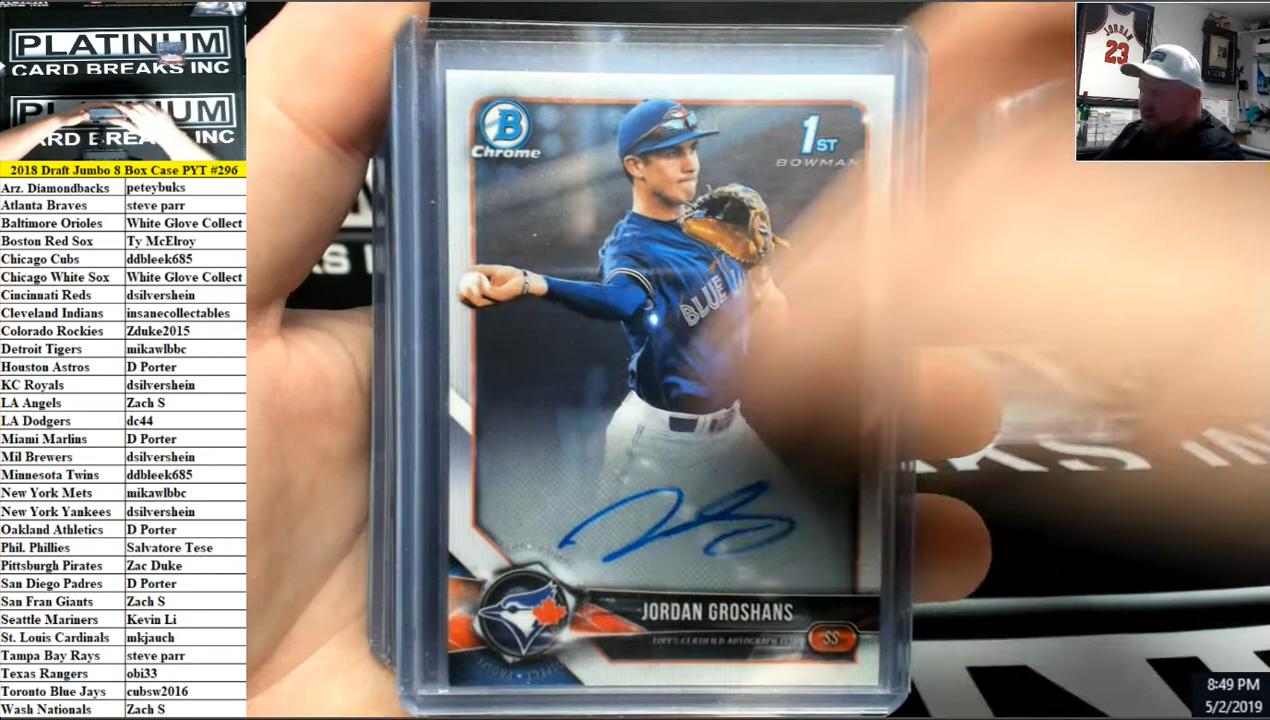 PLATINUM
CARD BREAKS INC
PLATINUM
CARD BREAKS INC
2018 Draft Jumbo 8 Box Case PYT #296
Arz. Diamondbacks peteybuks
Atlanta Braves steve parr
Baltimore Orioles White Glove Collect
Boston Red Sox Ty McElroy
Chicago Cubs ddbleek685
Chicago White Sox White Glove Collect
Cincinnati Reds dsilvershein
Cleveland Indians insanecollectables
Colorado Rockies Zduke2015
Detroit Tigers mikawlbbc
Houston Astros D Porter
KC Royals dsilvershein
LA Angels Zach S
LA Dodgers dc44
Miami Marlins D Porter
Mil Brewers dsilvershein
Minnesota Twins ddbleek685
New York Mets mikawlbbc
New York Yankees dsilvershein
Oakland Athletics D Porter
Phil. Phillies Salvatore Tese
Pittsburgh Pirates Zac Duke
San Diego Padres D Porter
San Fran Giants Zach S
Seattle Mariners Kevin Li
St. Louis Cardinals mkjauch
Tampa Bay Rays steve parr
Texas Rangers obi33
Toronto Blue Jays cubsw2016
Wash Nationals Zach S
B
Chrome
1ST
BOWMAN
BLUE
JORDAN GROSHANS
TOPPS CERTIFIED AUTOGRAPH ISSUE
SS
JORDAN
23
8:49 PM
5/2/2019